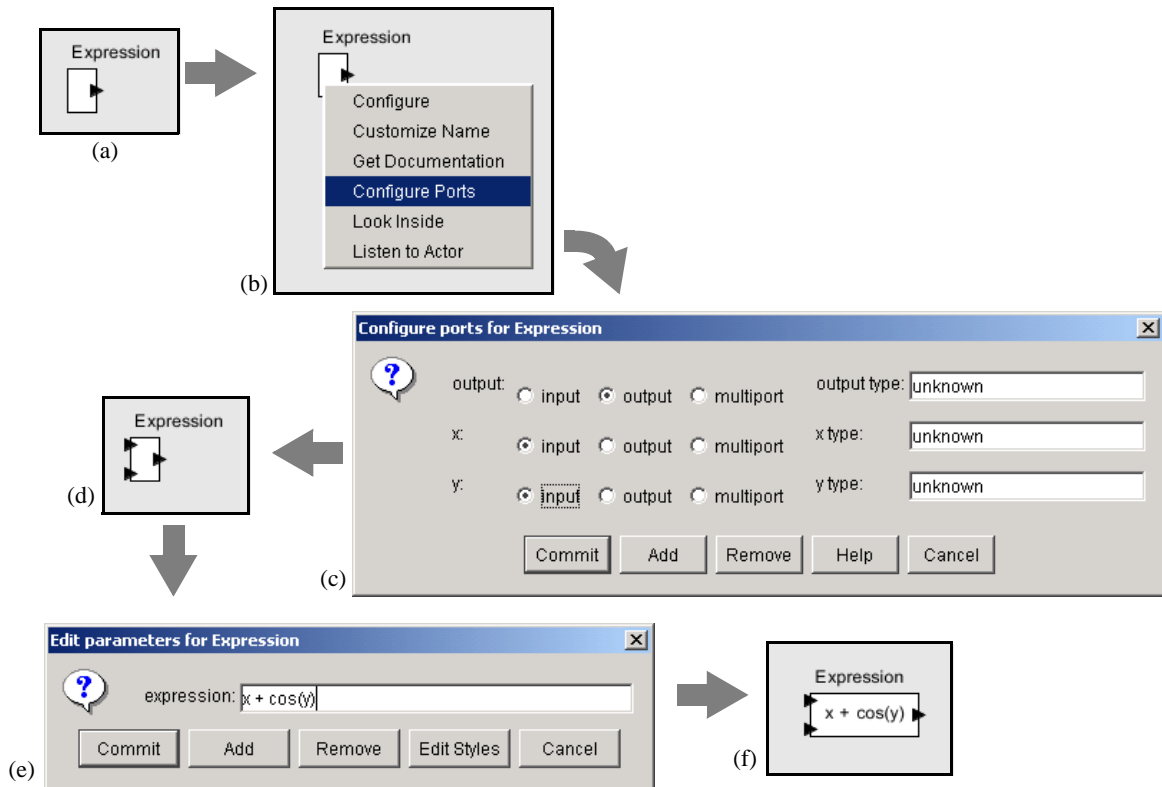 Expression
(a)
Expression
Configure
Customize Name
Get Documentation
Configure Ports
Look Inside
Listen to Actor
(b)
Configure ports for Expression
output: input output multiport output type: unknown
x: input output multiport x type: unknown
y: input output multiport y type: unknown
Commit Add Remove Help Cancel
(c)
Expression
(d)
Edit parameters for Expression
expression: x + cos(y)
Commit Add Remove Edit Styles Cancel
(e)
Expression
x + cos(y)
(f)